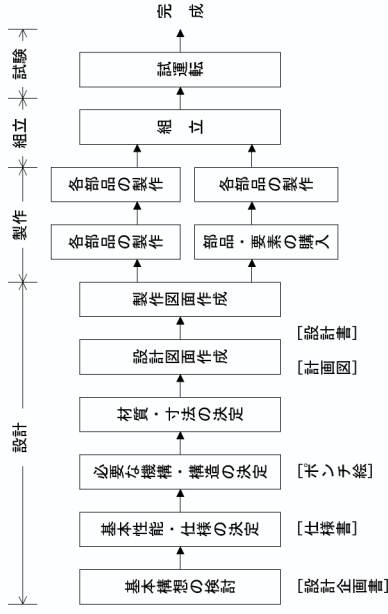 設計
製作
組立
試験
基本構想の検討
基本性能・仕様の決定
必要な機構・構造の決定
材質・寸法の決定
設計図面作成
製作図面作成
各部品の製作
各部品の製作
部品・要素の購入
各部品の製作
組立
試運転
完成
[設計企画書]
[仕様書]
[ポンチ絵]
[計画図]
[設計書]